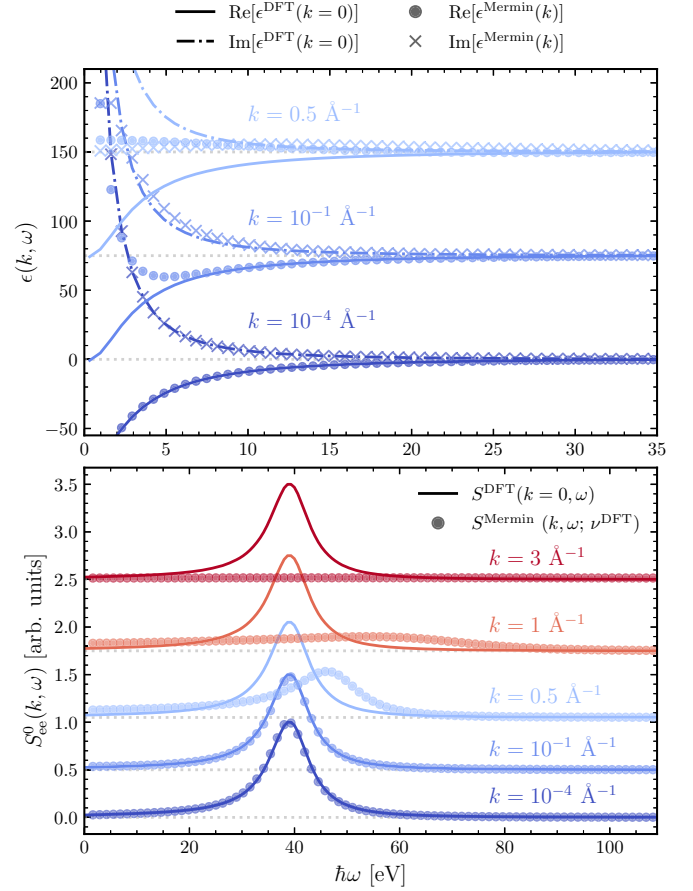 Re[ϵ^DFT(k = 0)] Re[ϵ^Mermin(k)]
Im[ϵ^DFT(k = 0)] Im[ϵ^Mermin(k)]
200
150
100
50
0
−50
ϵ(k, ω)
k = 0.5 Å⁻¹
k = 10⁻¹ Å⁻¹
k = 10⁻⁴ Å⁻¹
0 5 10 15 20 25 30 35
3.5
3.0
2.5
2.0
1.5
1.0
0.5
0.0
S⁰ₑₑ(k, ω) [arb. units]
S^DFT(k = 0, ω)
S^Mermin (k, ω; ν^DFT)
k = 3 Å⁻¹
k = 1 Å⁻¹
k = 0.5 Å⁻¹
k = 10⁻¹ Å⁻¹
k = 10⁻⁴ Å⁻¹
0 20 40 60 80 100
ℏω [eV]